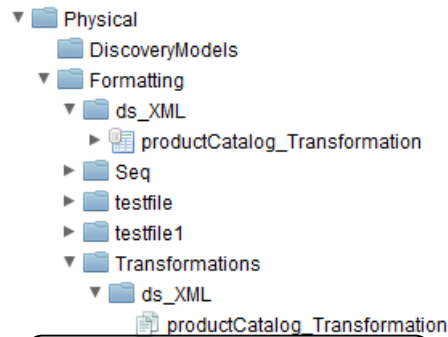 Physical
DiscoveryModels
Formatting
ds_XML
productCatalog_Transformation
Seq
testfile
testfile1
Transformations
ds_XML
productCatalog_Transformation